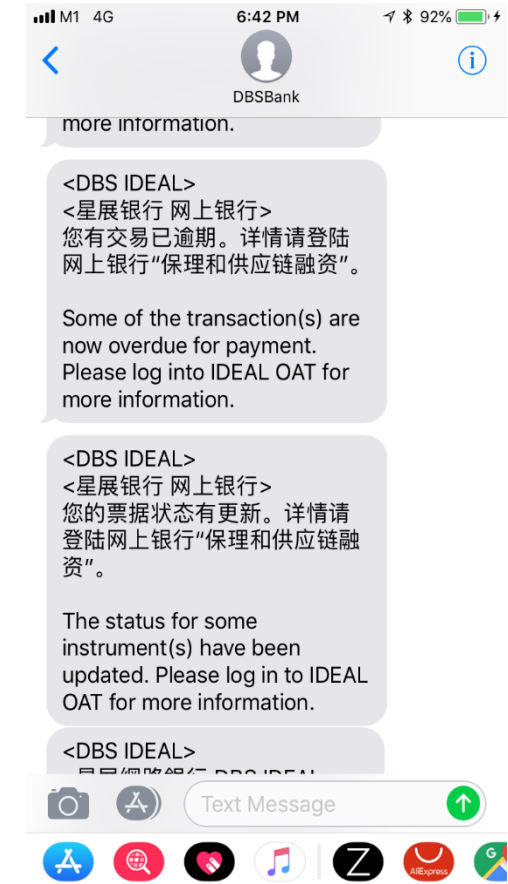 M1 4G 6:42 PM 92%
DBSBank
more information.
<DBS IDEAL>
<星展银行 网上银行>
您有交易已逾期。详情请登陆
网上银行“保理和供应链融资”。
Some of the transaction(s) are
now overdue for payment.
Please log into IDEAL OAT for
more information.
<DBS IDEAL>
<星展银行 网上银行>
您的票据状态有更新。详情请
登陆网上银行“保理和供应链融
资”。
The status for some
instrument(s) have been
updated. Please log in to IDEAL
OAT for more information.
<DBS IDEAL>
Text Message
Z
AliExpress
G